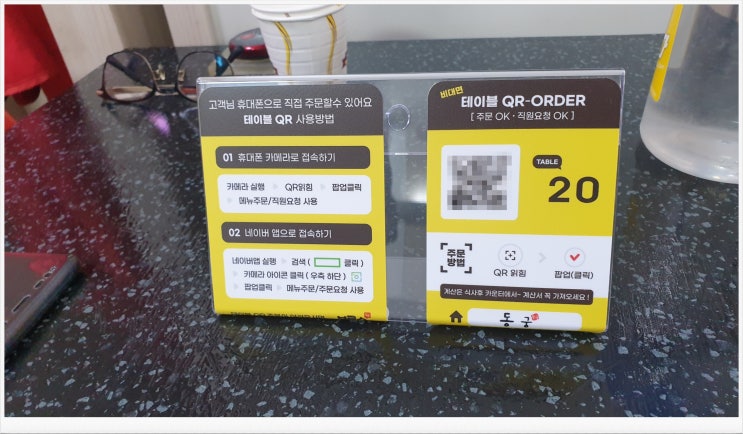 고객님 휴대폰으로 직접 주문할수 있어요
테이블 QR 사용방법
01 휴대폰 카메라로 접속하기
카메라 실행 QR읽힘 팝업클릭
메뉴주문/직원요청 사용
02 네이버 앱으로 접속하기
네이버앱 실행 검색 ( 클릭 )
카메라 아이콘 클릭 ( 우측 하단 )
팝업클릭 메뉴주문/주문요청 사용
비대면
테이블 QR-ORDER
[ 주문 OK · 직원요청 OK ]
TABLE
20
주문
방법
QR 읽힘
팝업(클릭)
계산은 식사후 카운터에서~ 계산서 꼭 가져오세요 !
동궁